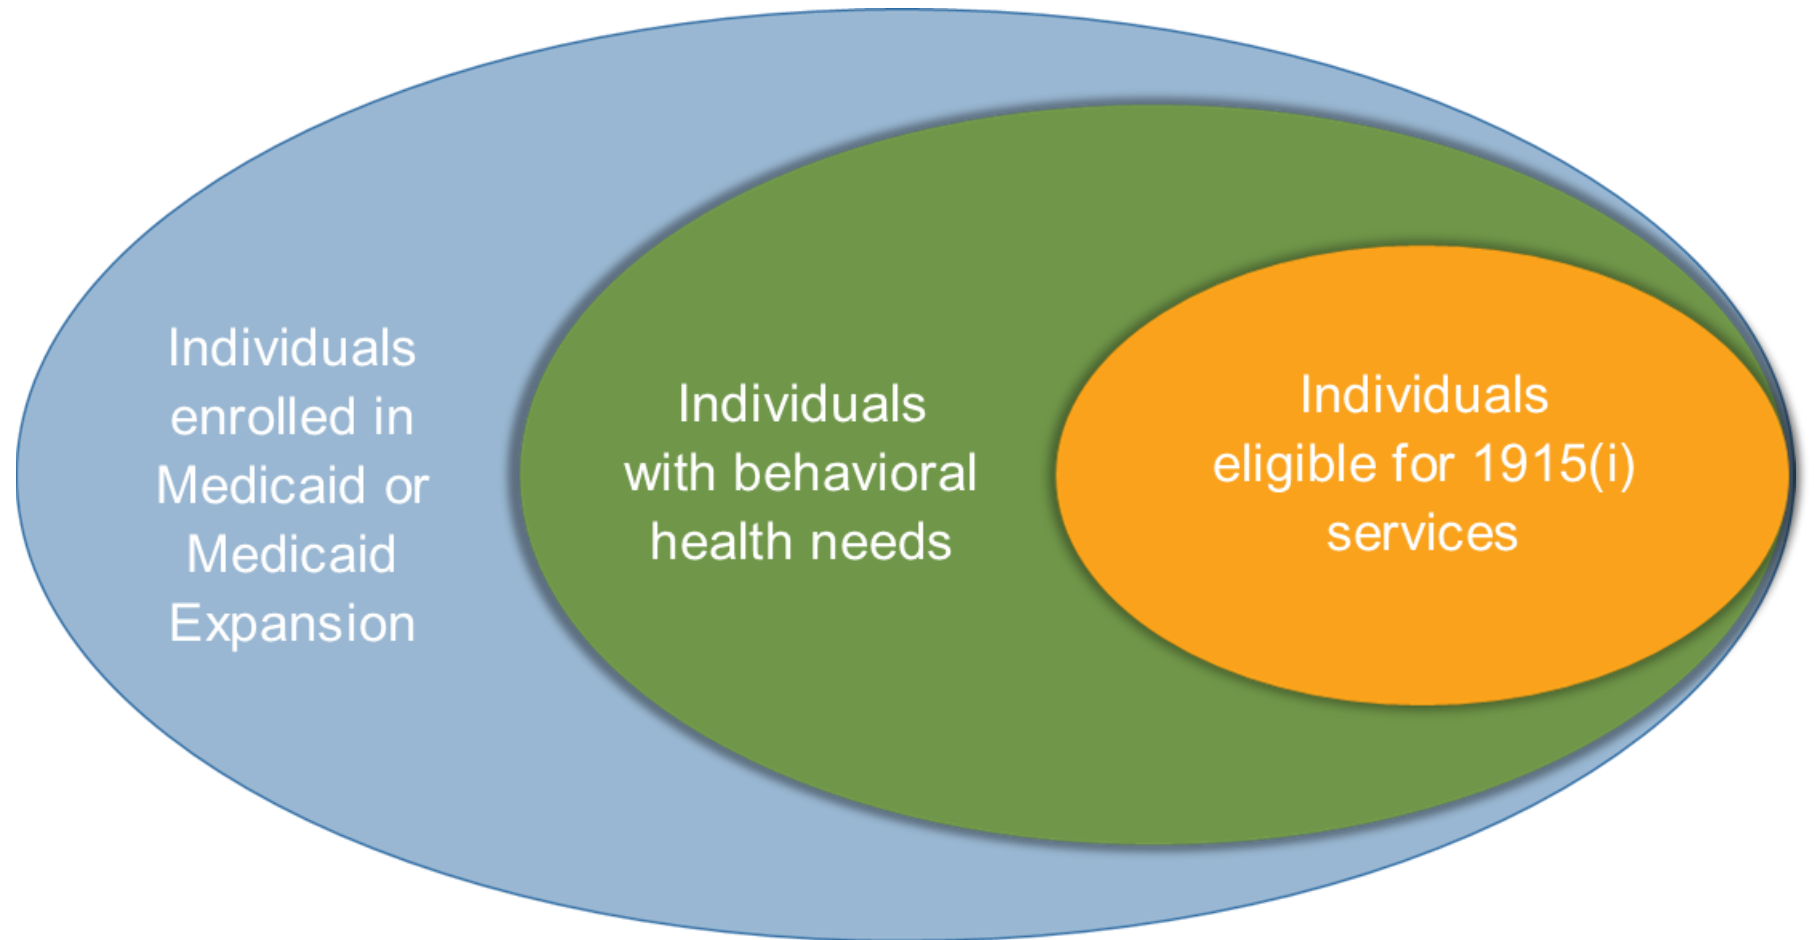 Individuals
enrolled in
Medicaid or
Medicaid
Expansion
Individuals
with behavioral
health needs
Individuals
eligible for 1915(i)
services